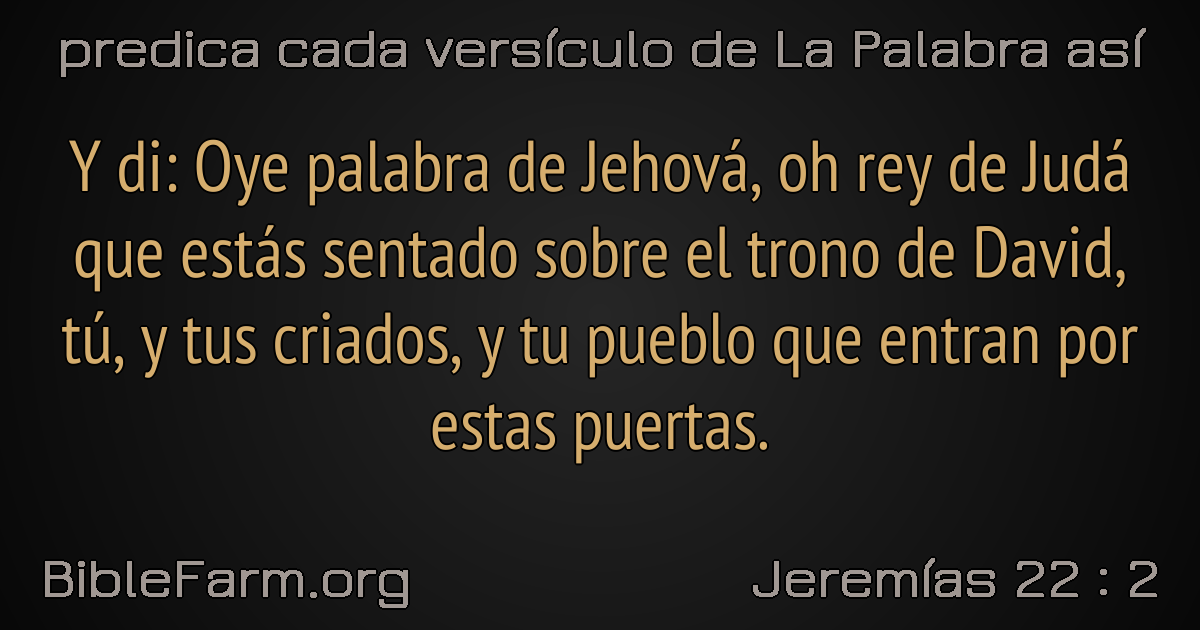 predica cada versículo de La Palabra así
Y di: Oye palabra de Jehová, oh rey de Judá
que estás sentado sobre el trono de David,
tú, y tus criados, y tu pueblo que entran por
estas puertas.
BibleFarm.org
Jeremías 22 : 2